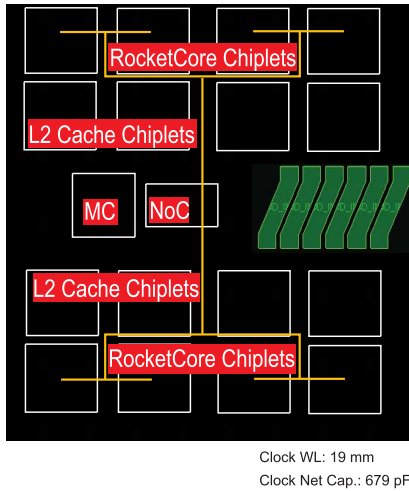 RocketCore Chiplets
L2 Cache Chiplets
MC
NoC
L2 Cache Chiplets
RocketCore Chiplets
Clock WL: 19 mm
Clock Net Cap.: 679 pF